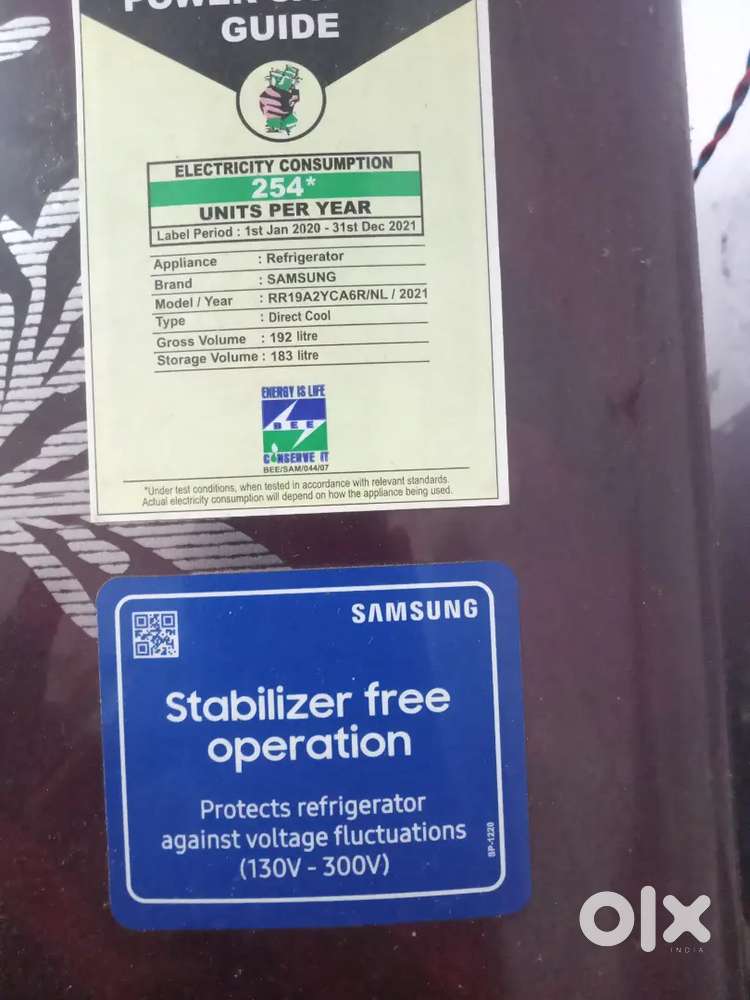 GUIDE
ELECTRICITY CONSUMPTION
254*
UNITS PER YEAR
Label Period : 1st Jan 2020 - 31st Dec 2021
Appliance : Refrigerator
Brand : SAMSUNG
Model / Year : RR19A2YCA6R/NL / 2021
Type : Direct Cool
Gross Volume : 192 litre
Storage Volume : 183 litre
ENERGY IS LIFE
BEE
CONSERVE IT
BEE/SAM/044/07
*Under test conditions, when tested in accordance with relevant standards.
Actual electricity consumption will depend on how the appliance being used.
SAMSUNG
Stabilizer free
operation
Protects refrigerator
against voltage fluctuations
(130V - 300V)
SP-1220
olx
INDIA